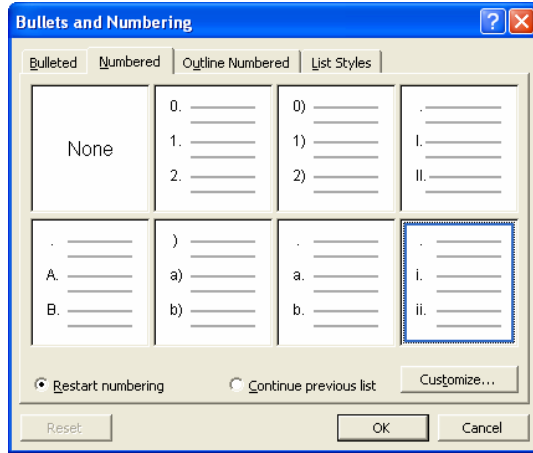 Bullets and Numbering
Bulleted Numbered Outline Numbered List Styles
None
0.
1.
2.
0)
1)
2)
.
I.
II.
.
A.
B.
)
a)
b)
.
a.
b.
.
i.
ii.
Restart numbering Continue previous list Customize...
Reset OK Cancel